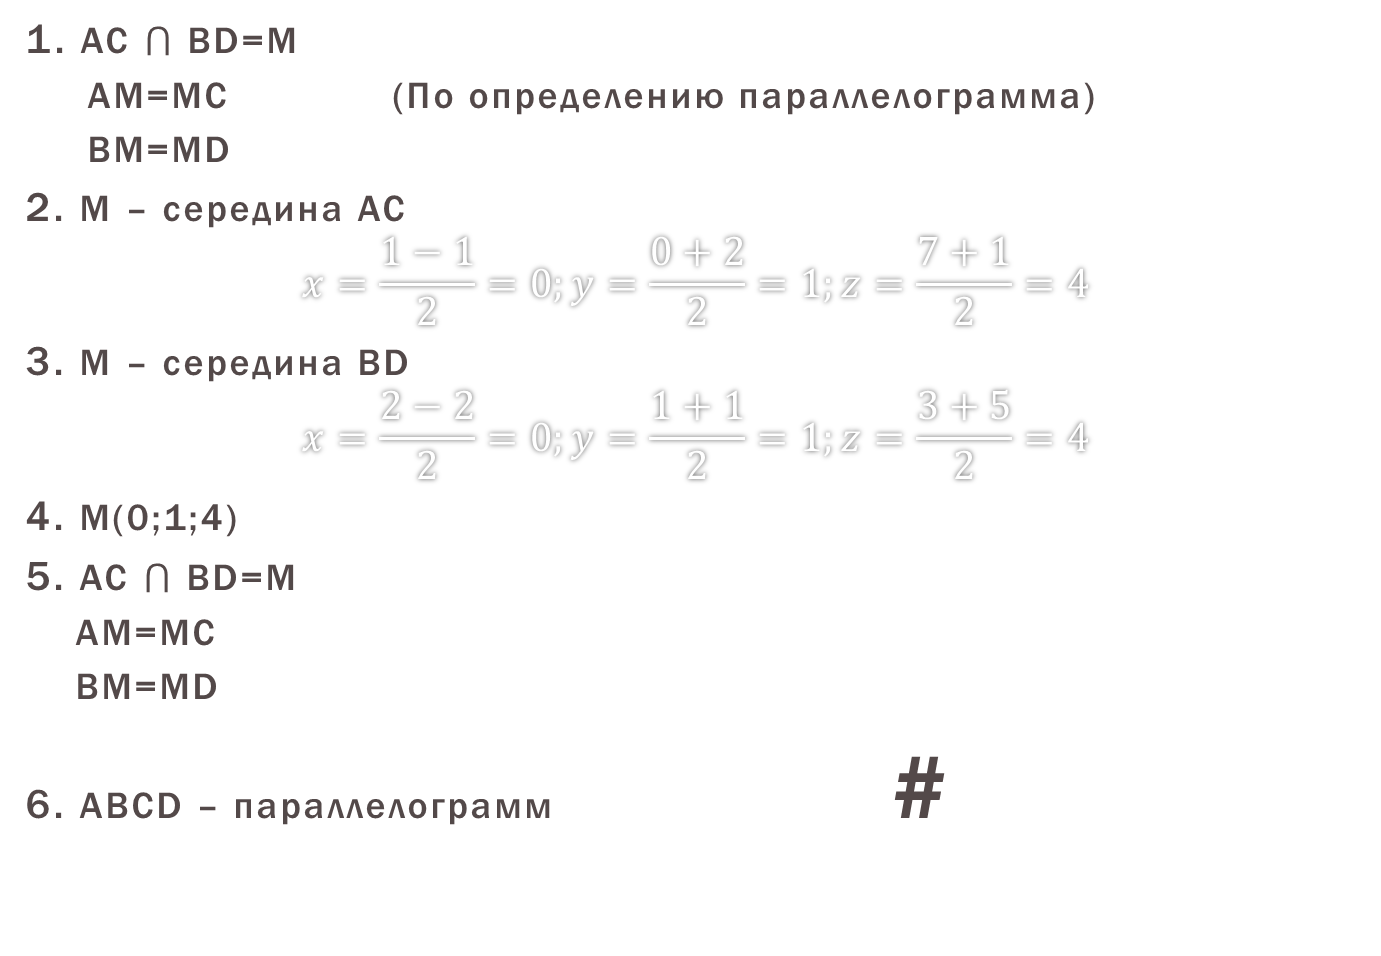 1. AC ∩ BD=M
AM=MC (По определению параллелограмма)
BM=MD
2. M – середина AC
x = (1 − 1)/2 = 0; y = (0 + 2)/2 = 1; z = (7 + 1)/2 = 4
3. M – середина BD
x = (2 − 2)/2 = 0; y = (1 + 1)/2 = 1; z = (3 + 5)/2 = 4
4. M(0;1;4)
5. AC ∩ BD=M
AM=MC
BM=MD
6. ABCD – параллелограмм #